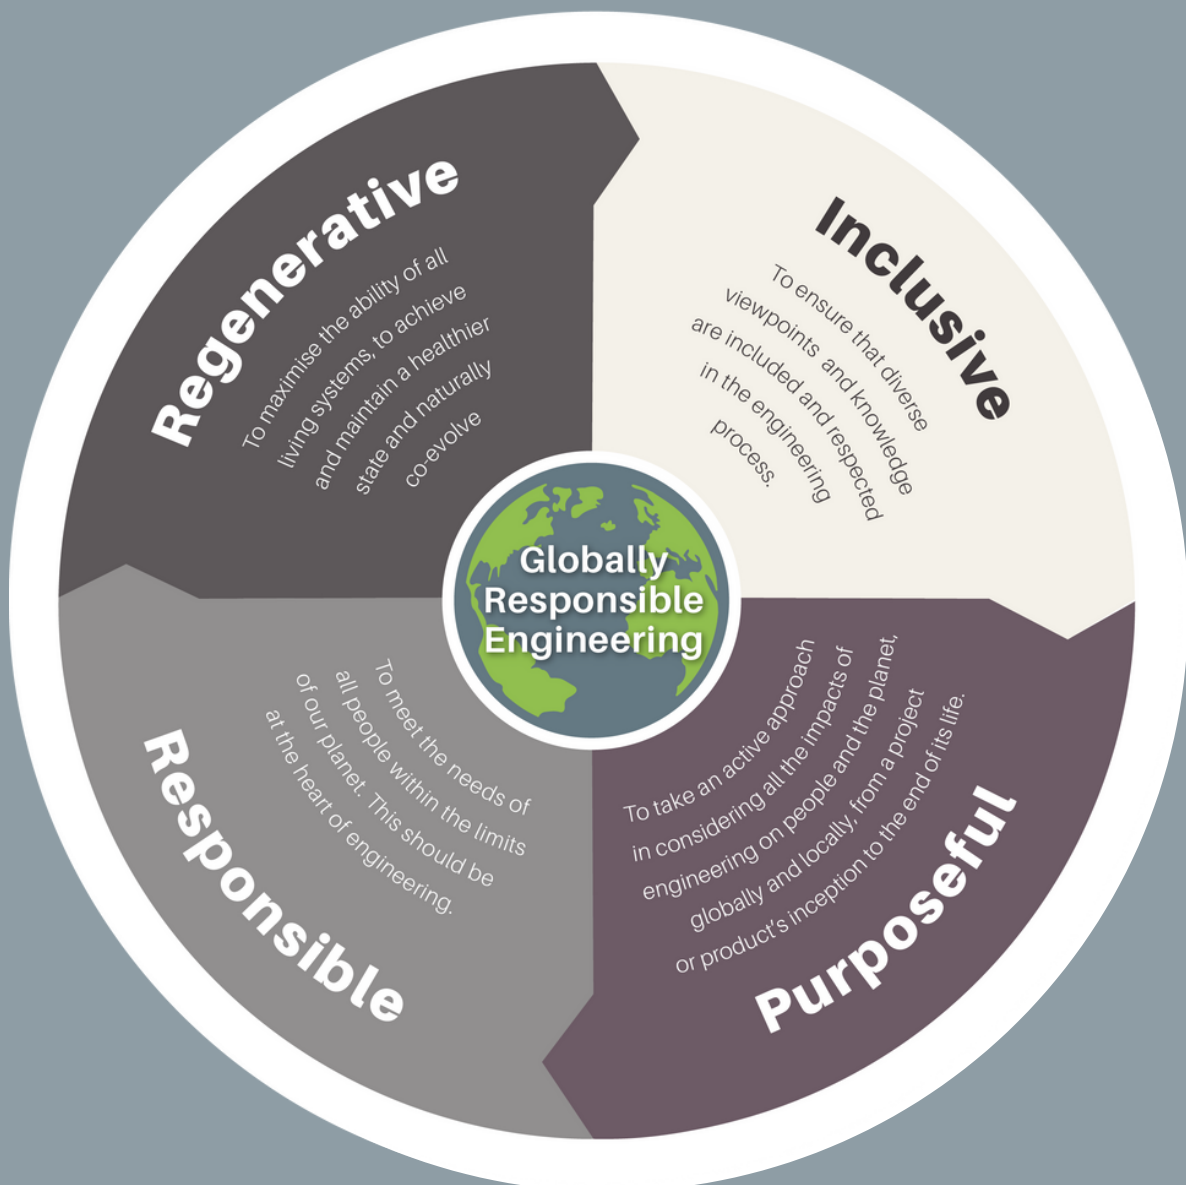 Regenerative
To maximise the ability of all
living systems, to achieve
and maintain a healthier
state and naturally
co-evolve
Inclusive
To ensure that diverse
viewpoints and knowledge
are included and respected
in the engineering
process.
Globally
Responsible
Engineering
Responsible
To meet the needs of
all people within the limits
of our planet. This should be
at the heart of engineering.
Purposeful
To take an active approach
in considering all the impacts of
engineering on people and the planet,
globally and locally, from a project
or product's inception to the end of its life.